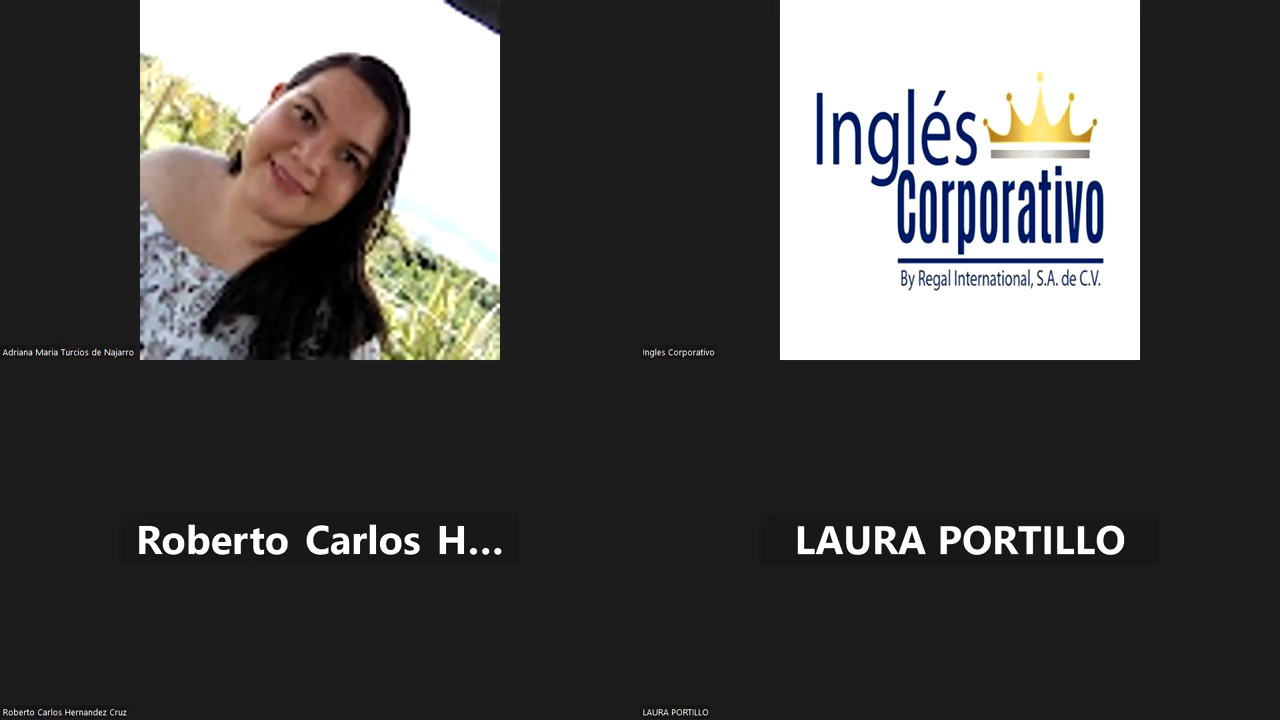 Adriana Maria Turcios de Najarro
Inglés
Corporativo
By Regal International, S.A. de C.V.
Ingles Corporativo
Roberto Carlos H...
LAURA PORTILLO
Roberto Carlos Hernandez Cruz
LAURA PORTILLO